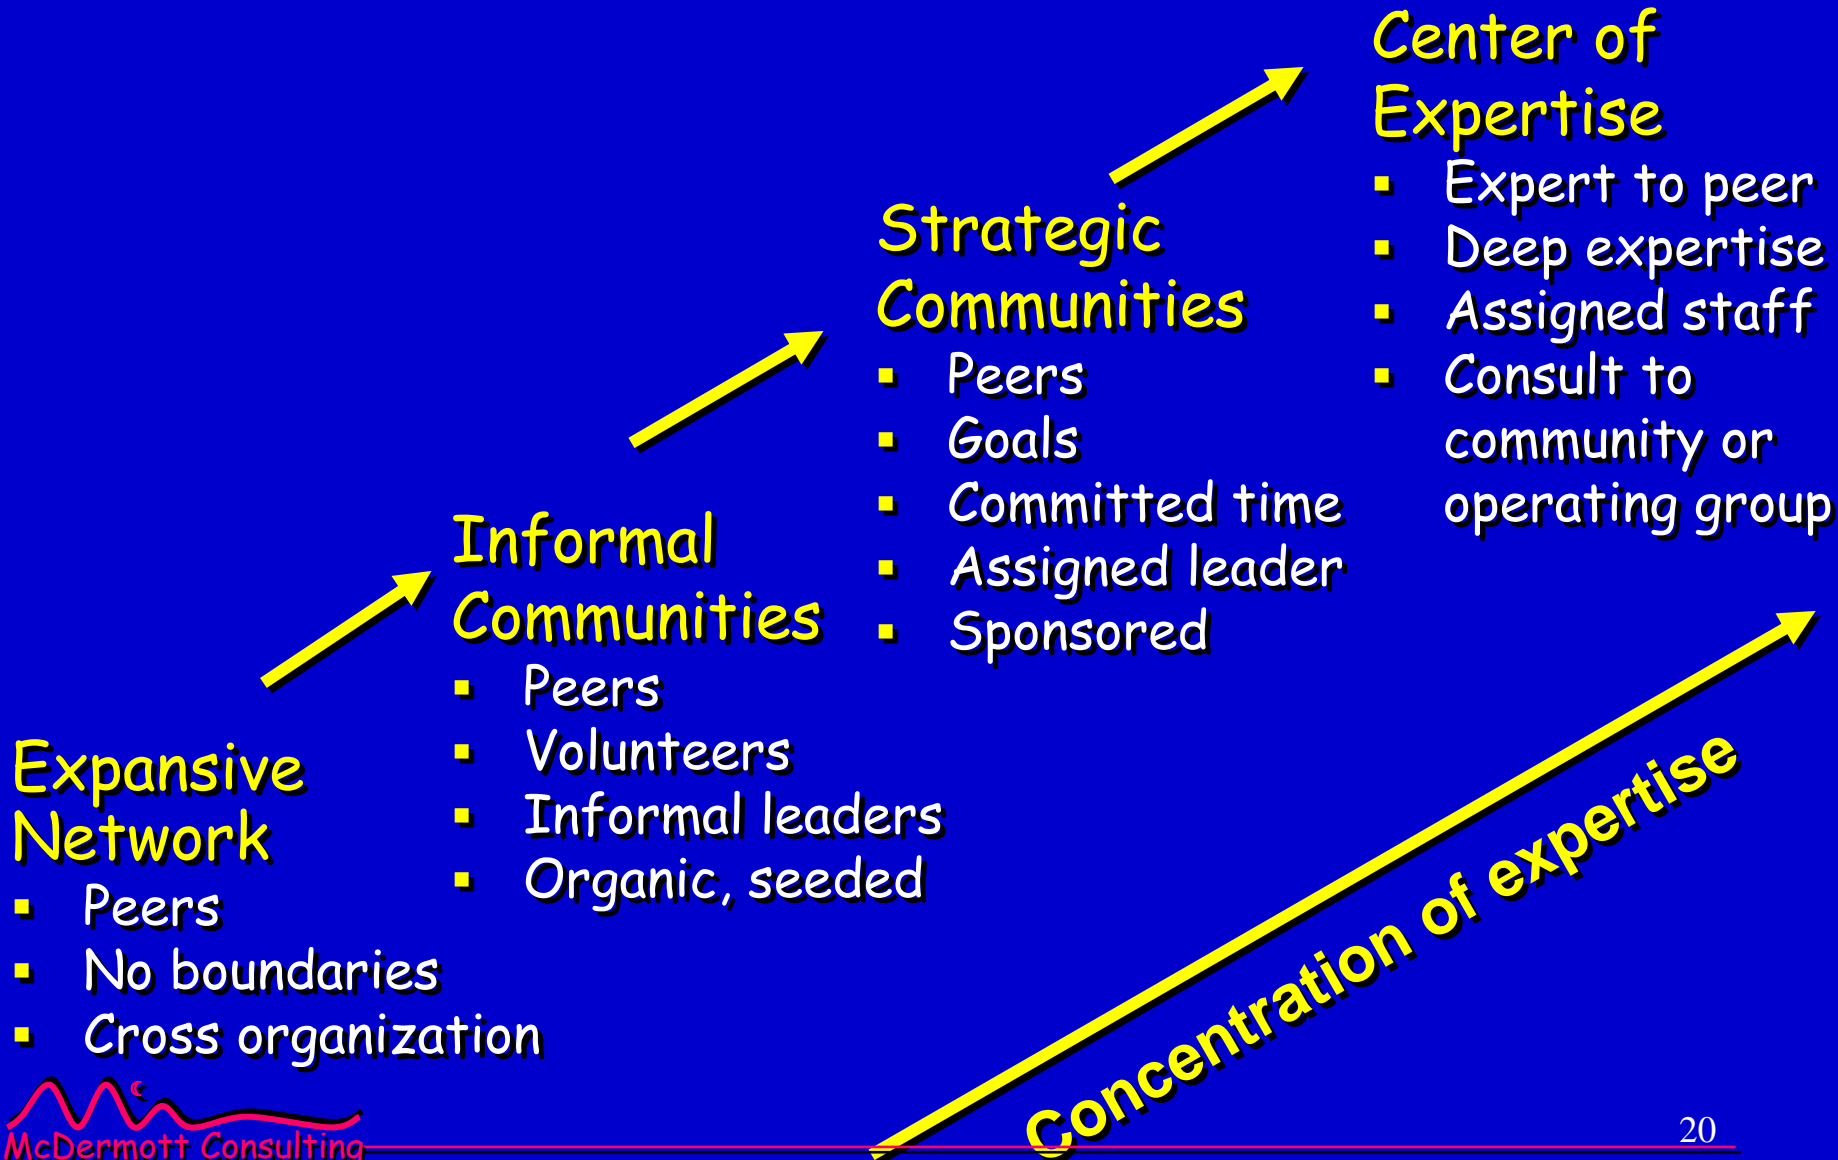 Center of
Expertise
Expert to peer
Deep expertise
Assigned staff
Consult to
community or
operating group
Strategic
Communities
Peers
Goals
Committed time
Assigned leader
Sponsored
Informal
Communities
Peers
Volunteers
Informal leaders
Organic, seeded
Expansive
Network
Peers
No boundaries
Cross organization
Concentration of expertise
McDermott Consulting
20